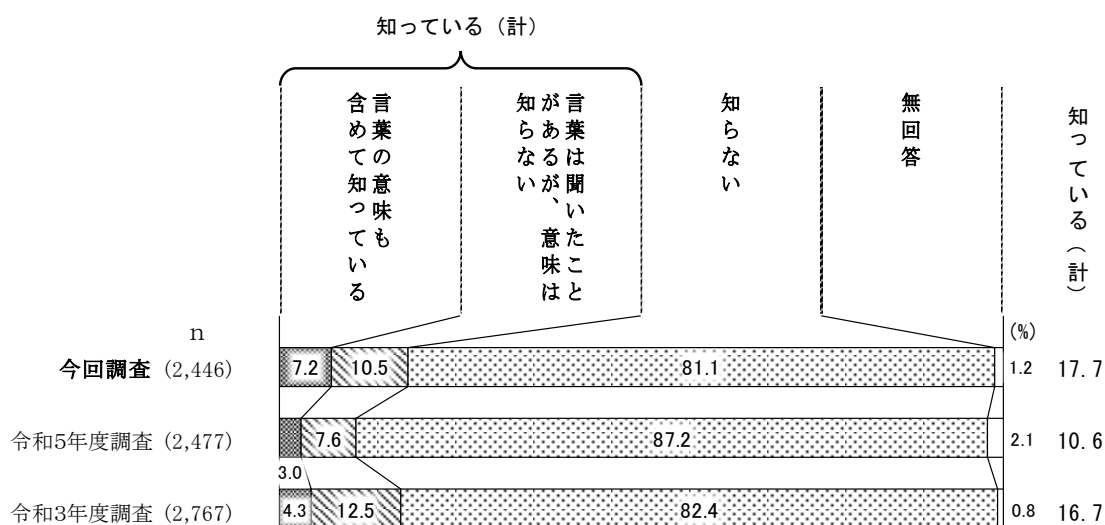 知っている（計）
言葉の意味も
含めて知っている
言葉は聞いたこと
があるが、意味は
知らない
知らない
無回答
知っている（計）
n
(%)
今回調査 (2,446) 7.2 10.5 81.1 1.2 17.7
令和5年度調査 (2,477) 3.0 7.6 87.2 2.1 10.6
令和3年度調査 (2,767) 4.3 12.5 82.4 0.8 16.7